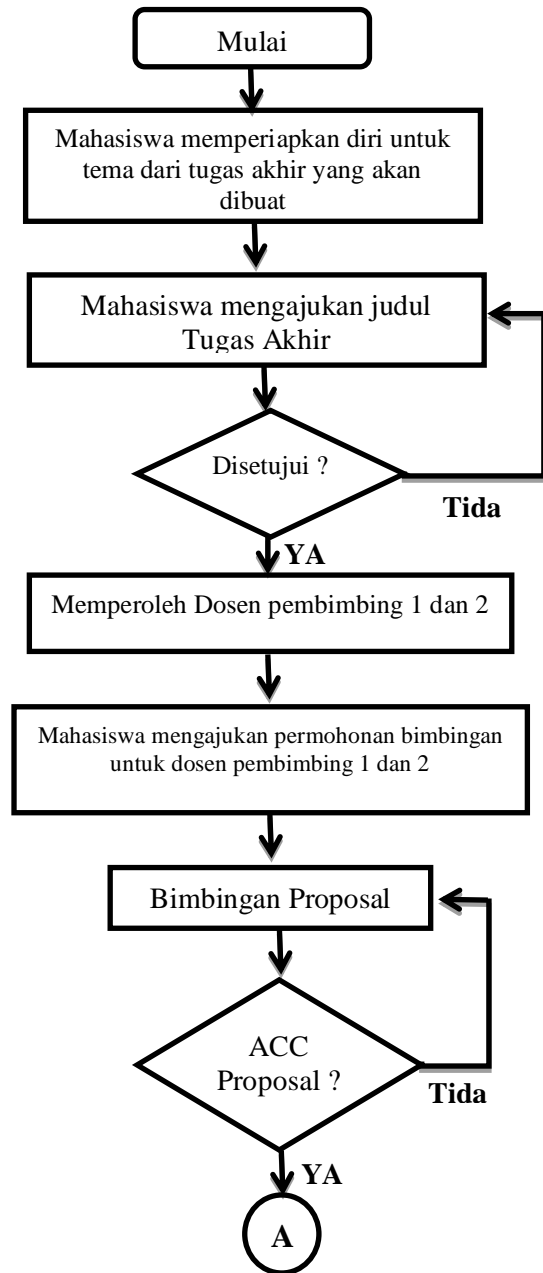 Mulai
Mahasiswa memperiapkan diri untuk
tema dari tugas akhir yang akan
dibuat
Mahasiswa mengajukan judul
Tugas Akhir
Disetujui ?
Tida
YA
Memperoleh Dosen pembimbing 1 dan 2
Mahasiswa mengajukan permohonan bimbingan
untuk dosen pembimbing 1 dan 2
Bimbingan Proposal
ACC
Proposal ?
Tida
YA
A